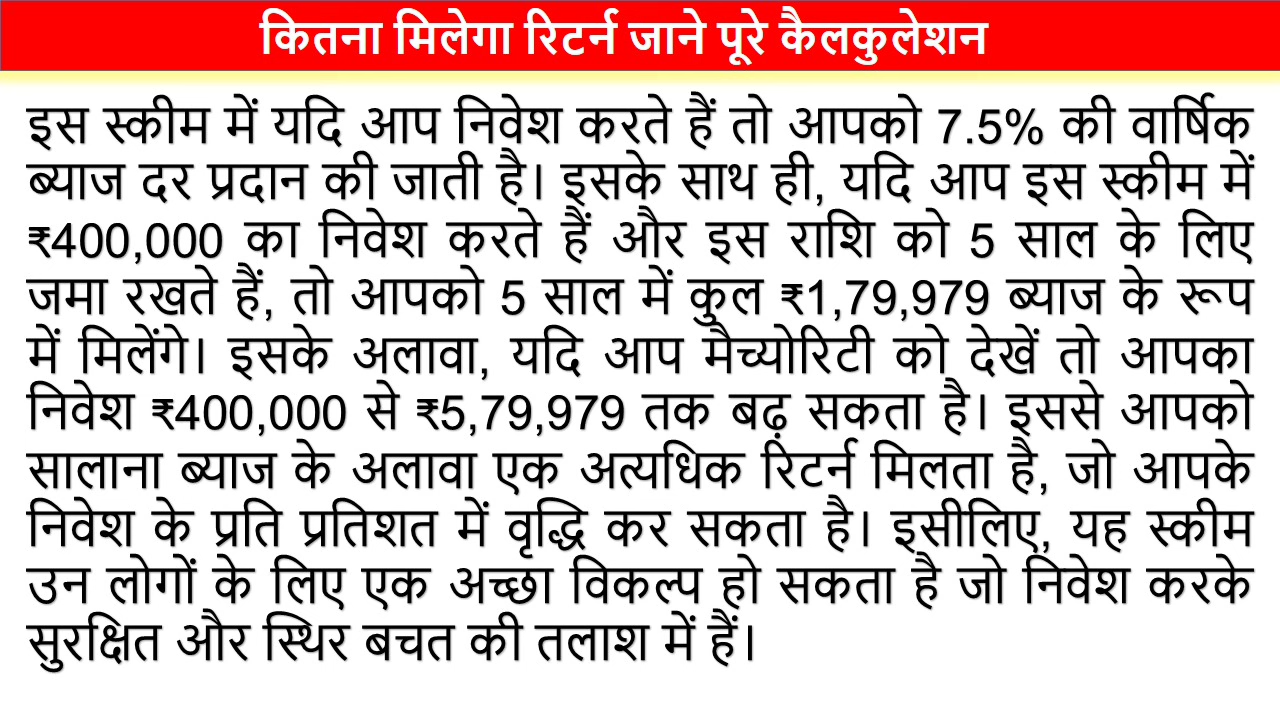 कितना मिलेगा रिटर्न जाने पूरे कैलकुलेशन
इस स्कीम में यदि आप निवेश करते हैं तो आपको 7.5% की वार्षिक
ब्याज दर प्रदान की जाती है। इसके साथ ही, यदि आप इस स्कीम में
₹400,000 का निवेश करते हैं और इस राशि को 5 साल के लिए
जमा रखते हैं, तो आपको 5 साल में कुल ₹1,79,979 ब्याज के रूप
में मिलेंगे। इसके अलावा, यदि आप मैच्योरिटी को देखें तो आपका
निवेश ₹400,000 से ₹5,79,979 तक बढ़ सकता है। इससे आपको
सालाना ब्याज के अलावा एक अत्यधिक रिटर्न मिलता है, जो आपके
निवेश के प्रति प्रतिशत में वृद्धि कर सकता है। इसीलिए, यह स्कीम
उन लोगों के लिए एक अच्छा विकल्प हो सकता है जो निवेश करके
सुरक्षित और स्थिर बचत की तलाश में हैं।